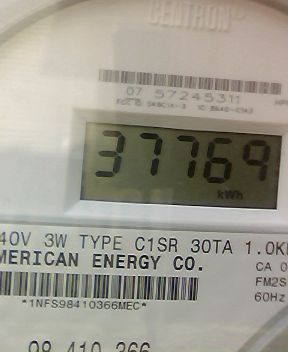 CENTRON
07 57245311
37769
kWh
40V 3W TYPE C1SR 30TA 1.0K
MERICAN ENERGY CO.
CA 0
FM2S
60Hz
*1NFS98410366MEC*
98 410 366